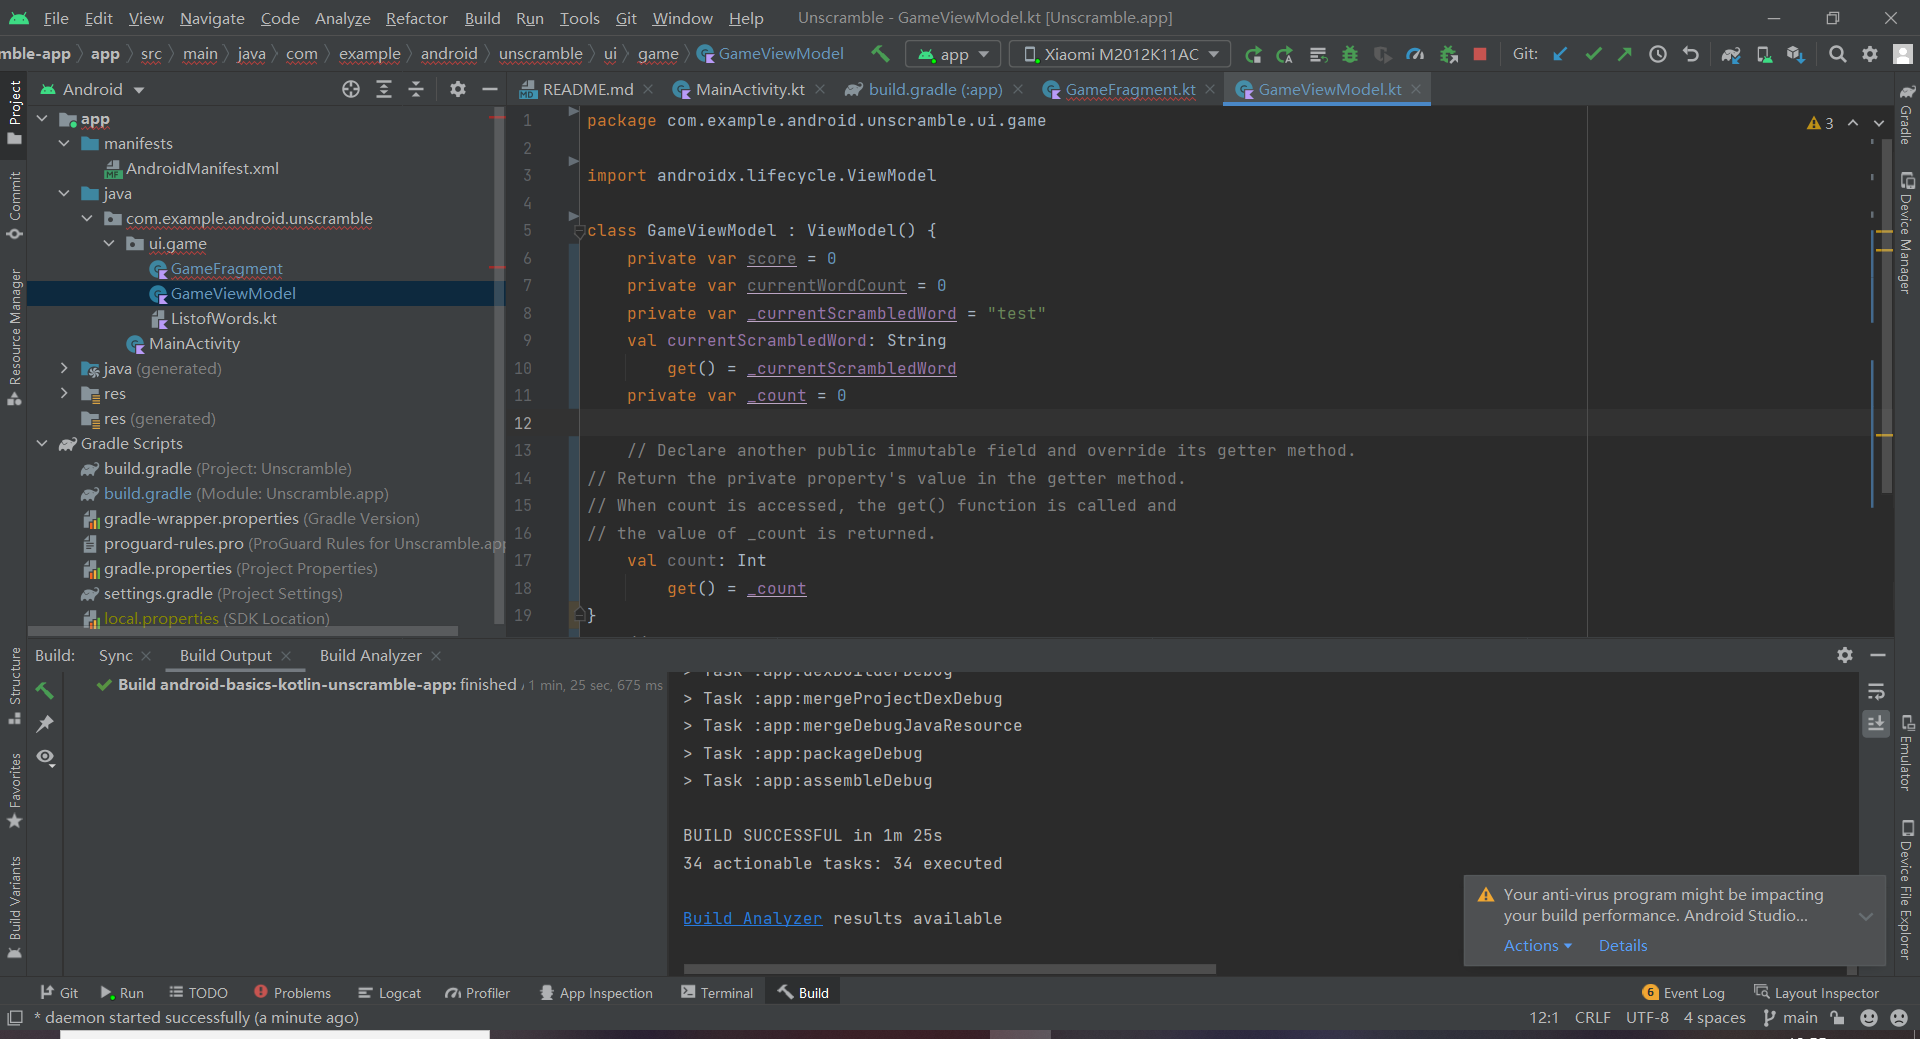 File Edit View Navigate Code Analyze Refactor Build Run Tools Git Window Help Unscramble - GameViewModel.kt [Unscramble.app]
mble-app app src main java com example android unscramble ui game GameViewModel app Xiaomi M2012K11AC Git:
Android
README.md MainActivity.kt build.gradle (:app) GameFragment.kt GameViewModel.kt
Project
Commit
Resource Manager
Structure
Favorites
Build Variants
app
manifests
AndroidManifest.xml
java
com.example.android.unscramble
ui.game
GameFragment
GameViewModel
ListofWords.kt
MainActivity
java (generated)
res
res (generated)
Gradle Scripts
build.gradle (Project: Unscramble)
build.gradle (Module: Unscramble.app)
gradle-wrapper.properties (Gradle Version)
proguard-rules.pro (ProGuard Rules for Unscramble.app
gradle.properties (Project Properties)
settings.gradle (Project Settings)
local.properties (SDK Location)
3
1 package com.example.android.unscramble.ui.game
2
3 import androidx.lifecycle.ViewModel
4
5 class GameViewModel : ViewModel() {
6 private var score = 0
7 private var currentWordCount = 0
8 private var _currentScrambledWord = "test"
9 val currentScrambledWord: String
10 get() = _currentScrambledWord
11 private var _count = 0
12
13 // Declare another public immutable field and override its getter method.
14 // Return the private property's value in the getter method.
15 // When count is accessed, the get() function is called and
16 // the value of _count is returned.
17 val count: Int
18 get() = _count
19 }
Gradle
Device Manager
Emulator
Device File Explorer
Build: Sync Build Output Build Analyzer
Build android-basics-kotlin-unscramble-app: finished 1 min, 25 sec, 675 ms
> Task :app:dexBuilderDebug
> Task :app:mergeProjectDexDebug
> Task :app:mergeDebugJavaResource
> Task :app:packageDebug
> Task :app:assembleDebug
BUILD SUCCESSFUL in 1m 25s
34 actionable tasks: 34 executed
Build Analyzer results available
Your anti-virus program might be impacting
your build performance. Android Studio...
Actions Details
Git Run TODO Problems Logcat Profiler App Inspection Terminal Build 6 Event Log Layout Inspector
* daemon started successfully (a minute ago) 12:1 CRLF UTF-8 4 spaces main